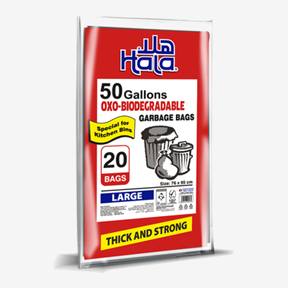 هلا
Hala
50 Gallons
OXO-BIODEGRADABLE
GARBAGE BAGS
Special for
Kitchen Bins
20
BAGS
Size: 76 x 95 cm
LARGE
THICK AND STRONG